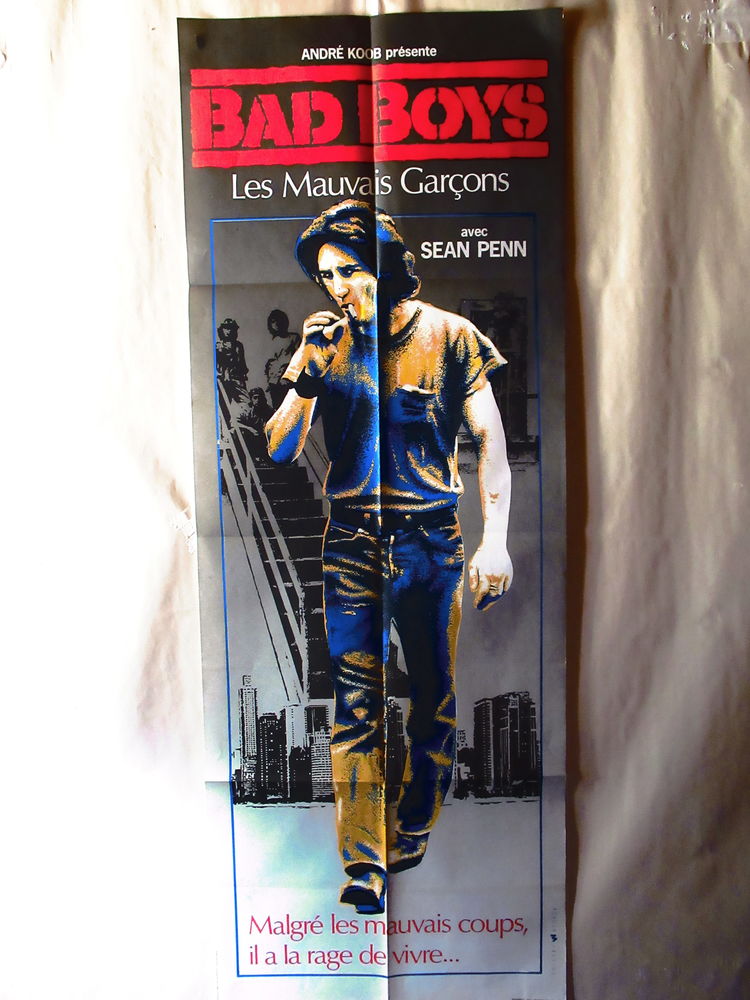 ANDRÉ KOOB présente
BAD BOYS
Les Mauvais Garçons
avec
SEAN PENN
Malgré les mauvais coups,
il a la rage de vivre...